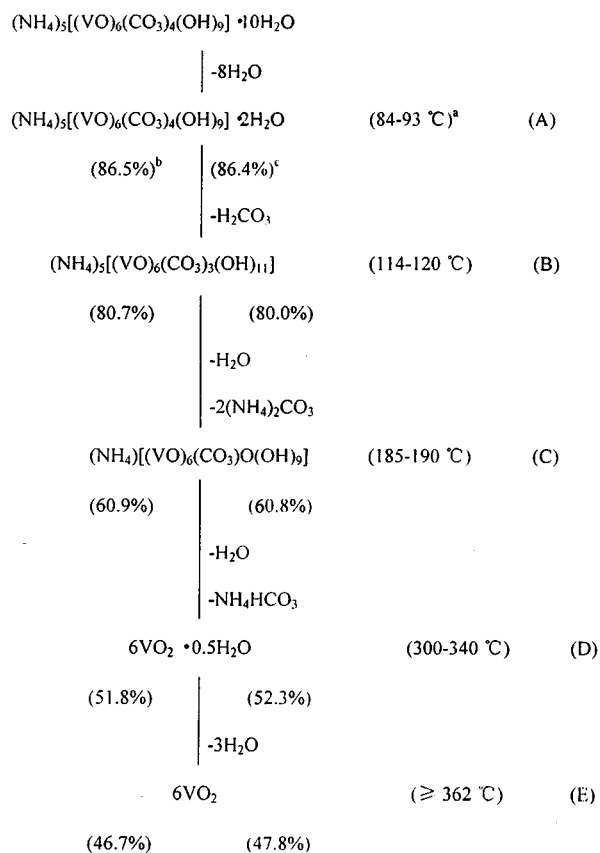 (NH₄)₅[(VO)₆(CO₃)₄(OH)₉] •10H₂O
-8H₂O
(NH₄)₅[(VO)₆(CO₃)₄(OH)₉] •2H₂O (84-93 ℃)ᵃ (A)
(86.5%)ᵇ (86.4%)ᶜ
-H₂CO₃
(NH₄)₅[(VO)₆(CO₃)₃(OH)₁₁] (114-120 ℃) (B)
(80.7%) (80.0%)
-H₂O
-2(NH₄)₂CO₃
(NH₄)[(VO)₆(CO₃)O(OH)₉] (185-190 ℃) (C)
(60.9%) (60.8%)
-H₂O
-NH₄HCO₃
6VO₂ •0.5H₂O (300-340 ℃) (D)
(51.8%) (52.3%)
-3H₂O
6VO₂ (≥ 362 ℃) (E)
(46.7%) (47.8%)